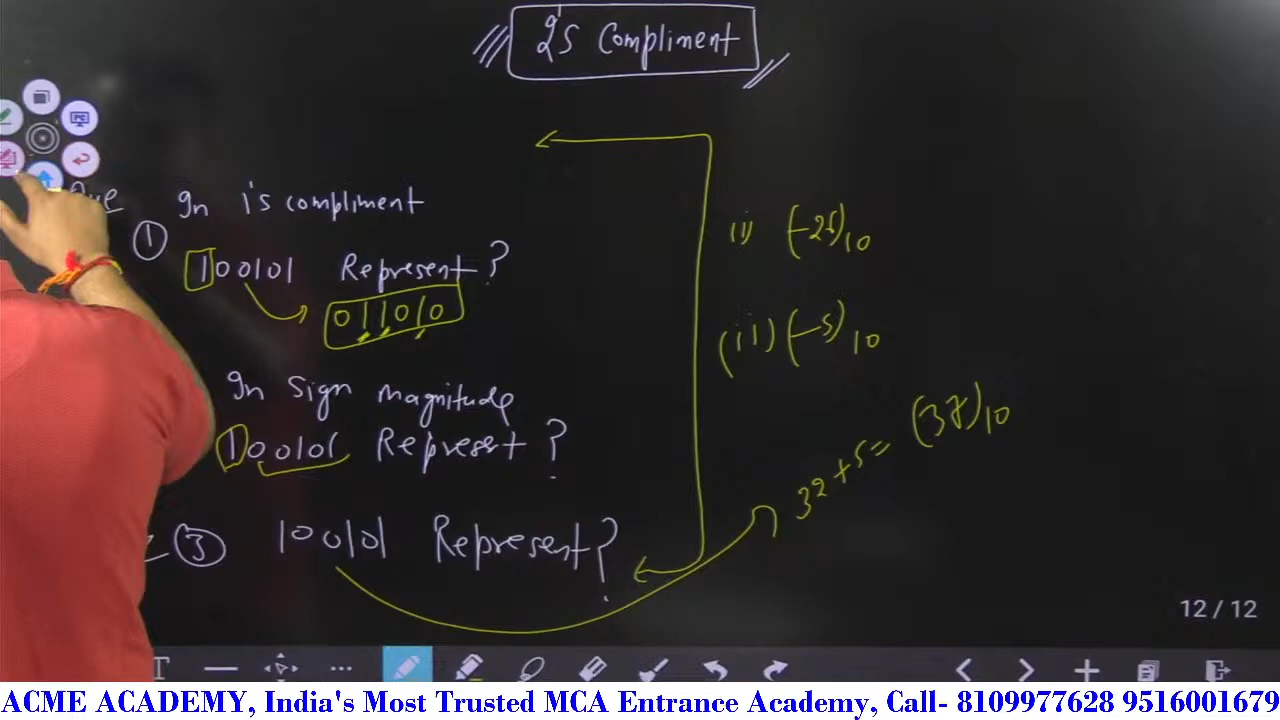 2's Compliment
Que In 1's compliment
①
100101 Represent?
011010
In Sign magnitude
100101 Represent?
③ 100101 Represent?
(i) (-26)10
(ii) (-5)10
32+5= (37)10
12/12
PC
T
ACME ACADEMY, India's Most Trusted MCA Entrance Academy, Call- 8109977628 9516001679